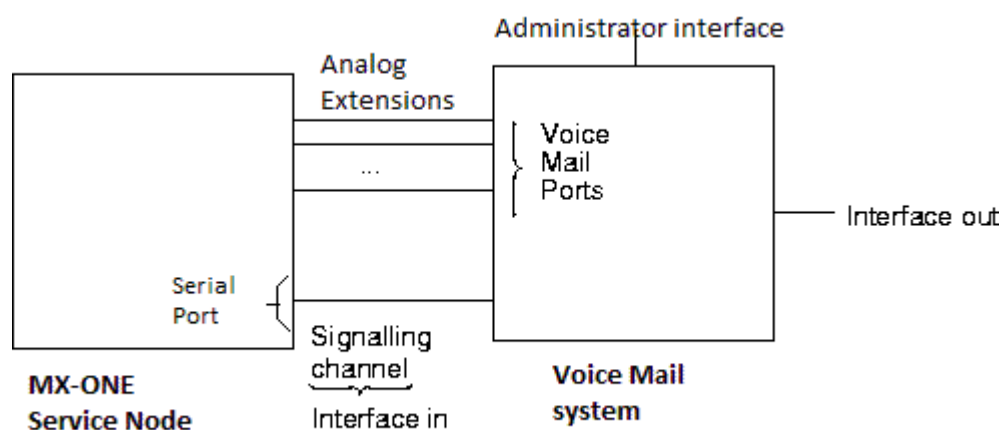 Administrator interface
Analog
Extensions
...
Voice
Mail
Ports
Interface out
Serial
Port
Signalling
channel
Interface in
MX-ONE
Service Node
Voice Mail
system